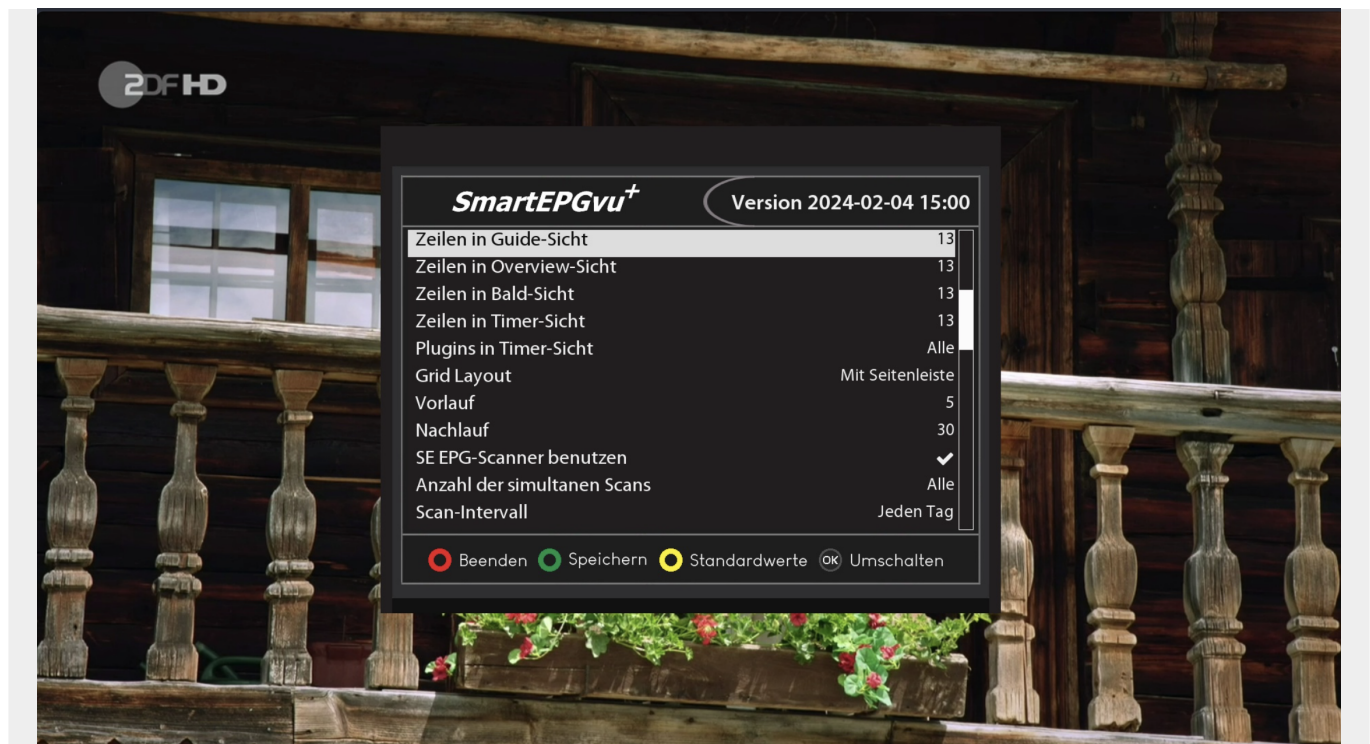 2DF HD
SmartEPGvu+
Version 2024-02-04 15:00
Zeilen in Guide-Sicht 13
Zeilen in Overview-Sicht 13
Zeilen in Bald-Sicht 13
Zeilen in Timer-Sicht 13
Plugins in Timer-Sicht Alle
Grid Layout Mit Seitenleiste
Vorlauf 5
Nachlauf 30
SE EPG-Scanner benutzen ✔
Anzahl der simultanen Scans Alle
Scan-Intervall Jeden Tag
Beenden Speichern Standardwerte OK Umschalten